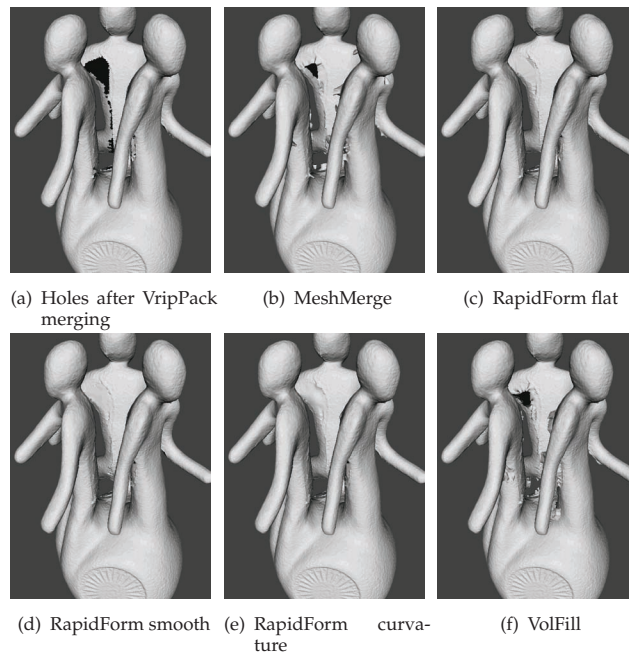 (a) Holes after VripPack
merging
(b) MeshMerge
(c) RapidForm flat
(d) RapidForm smooth
(e) RapidForm curva-
ture
(f) VolFill